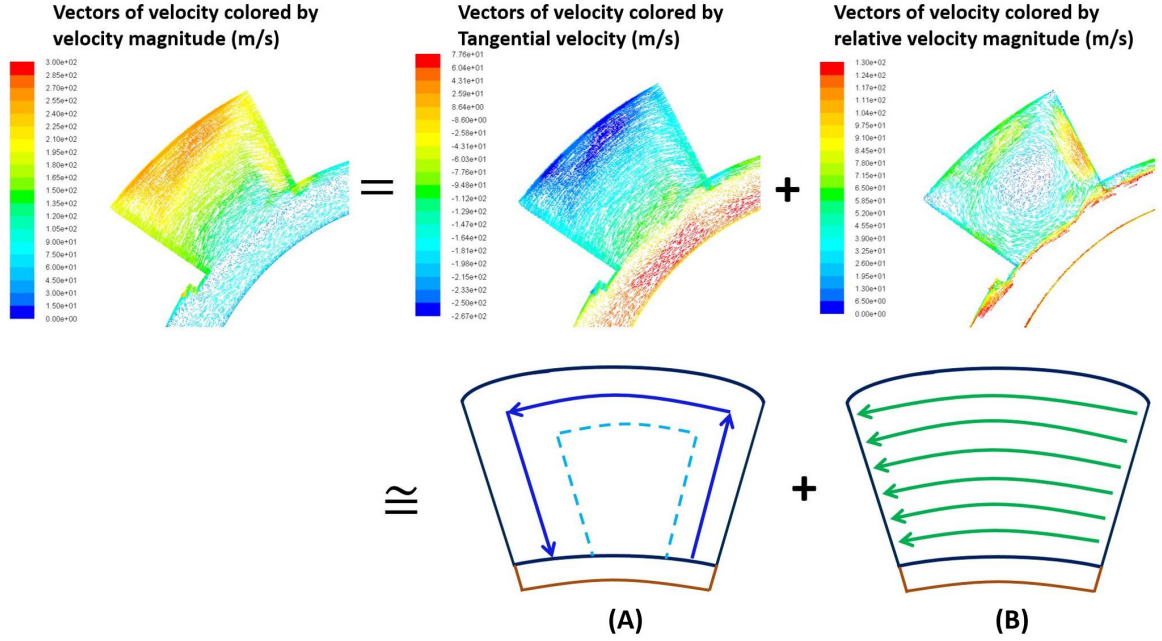 Vectors of velocity colored by
velocity magnitude (m/s)
Vectors of velocity colored by
Tangential velocity (m/s)
Vectors of velocity colored by
relative velocity magnitude (m/s)
3.00e+02
2.85e+02
2.70e+02
2.55e+02
2.40e+02
2.25e+02
2.10e+02
1.95e+02
1.80e+02
1.65e+02
1.50e+02
1.35e+02
1.20e+02
1.05e+02
9.00e+01
7.50e+01
6.00e+01
4.50e+01
3.00e+01
1.50e+01
0.00e+00
=
7.76e+01
6.04e+01
4.31e+01
2.59e+01
8.64e+00
-8.60e+00
-2.58e+01
-4.31e+01
-6.03e+01
-7.76e+01
-9.48e+01
-1.12e+02
-1.29e+02
-1.47e+02
-1.64e+02
-1.81e+02
-1.98e+02
-2.15e+02
-2.33e+02
-2.50e+02
-2.67e+02
+
1.30e+02
1.24e+02
1.17e+02
1.11e+02
1.04e+02
9.75e+01
9.10e+01
8.45e+01
7.80e+01
7.15e+01
6.50e+01
5.85e+01
5.20e+01
4.55e+01
3.90e+01
3.25e+01
2.60e+01
1.95e+01
1.30e+01
6.50e+00
0.00e+00
≅
+
(A)
(B)